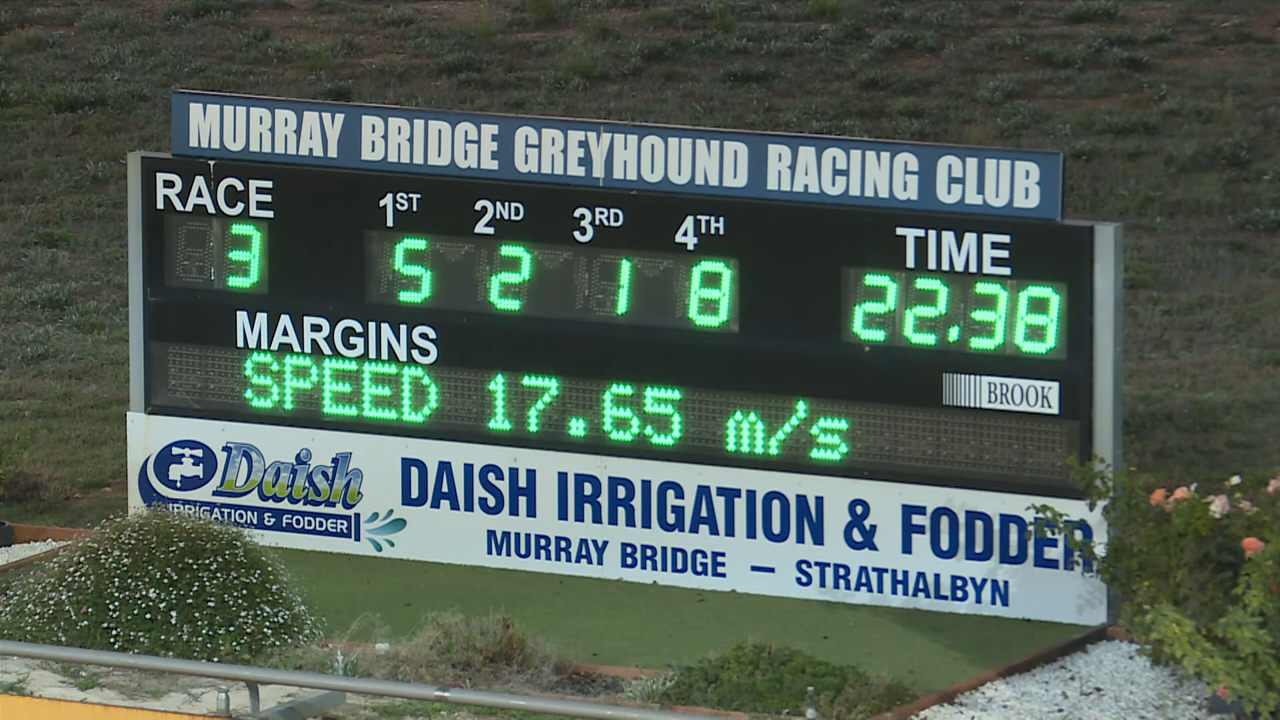 MURRAY BRIDGE GREYHOUND RACING CLUB
RACE 1ST 2ND 3RD 4TH TIME
3 5 2 1 8 22.38
MARGINS
BROOK
SPEED 17.65 m/s
Daish
IRRIGATION & FODDER
DAISH IRRIGATION & FODDER
MURRAY BRIDGE – STRATHALBYN